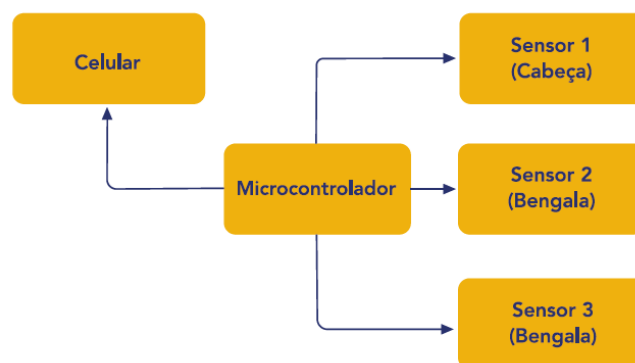 Celular
Sensor 1
(Cabeça)
Microcontrolador
Sensor 2
(Bengala)
Sensor 3
(Bengala)